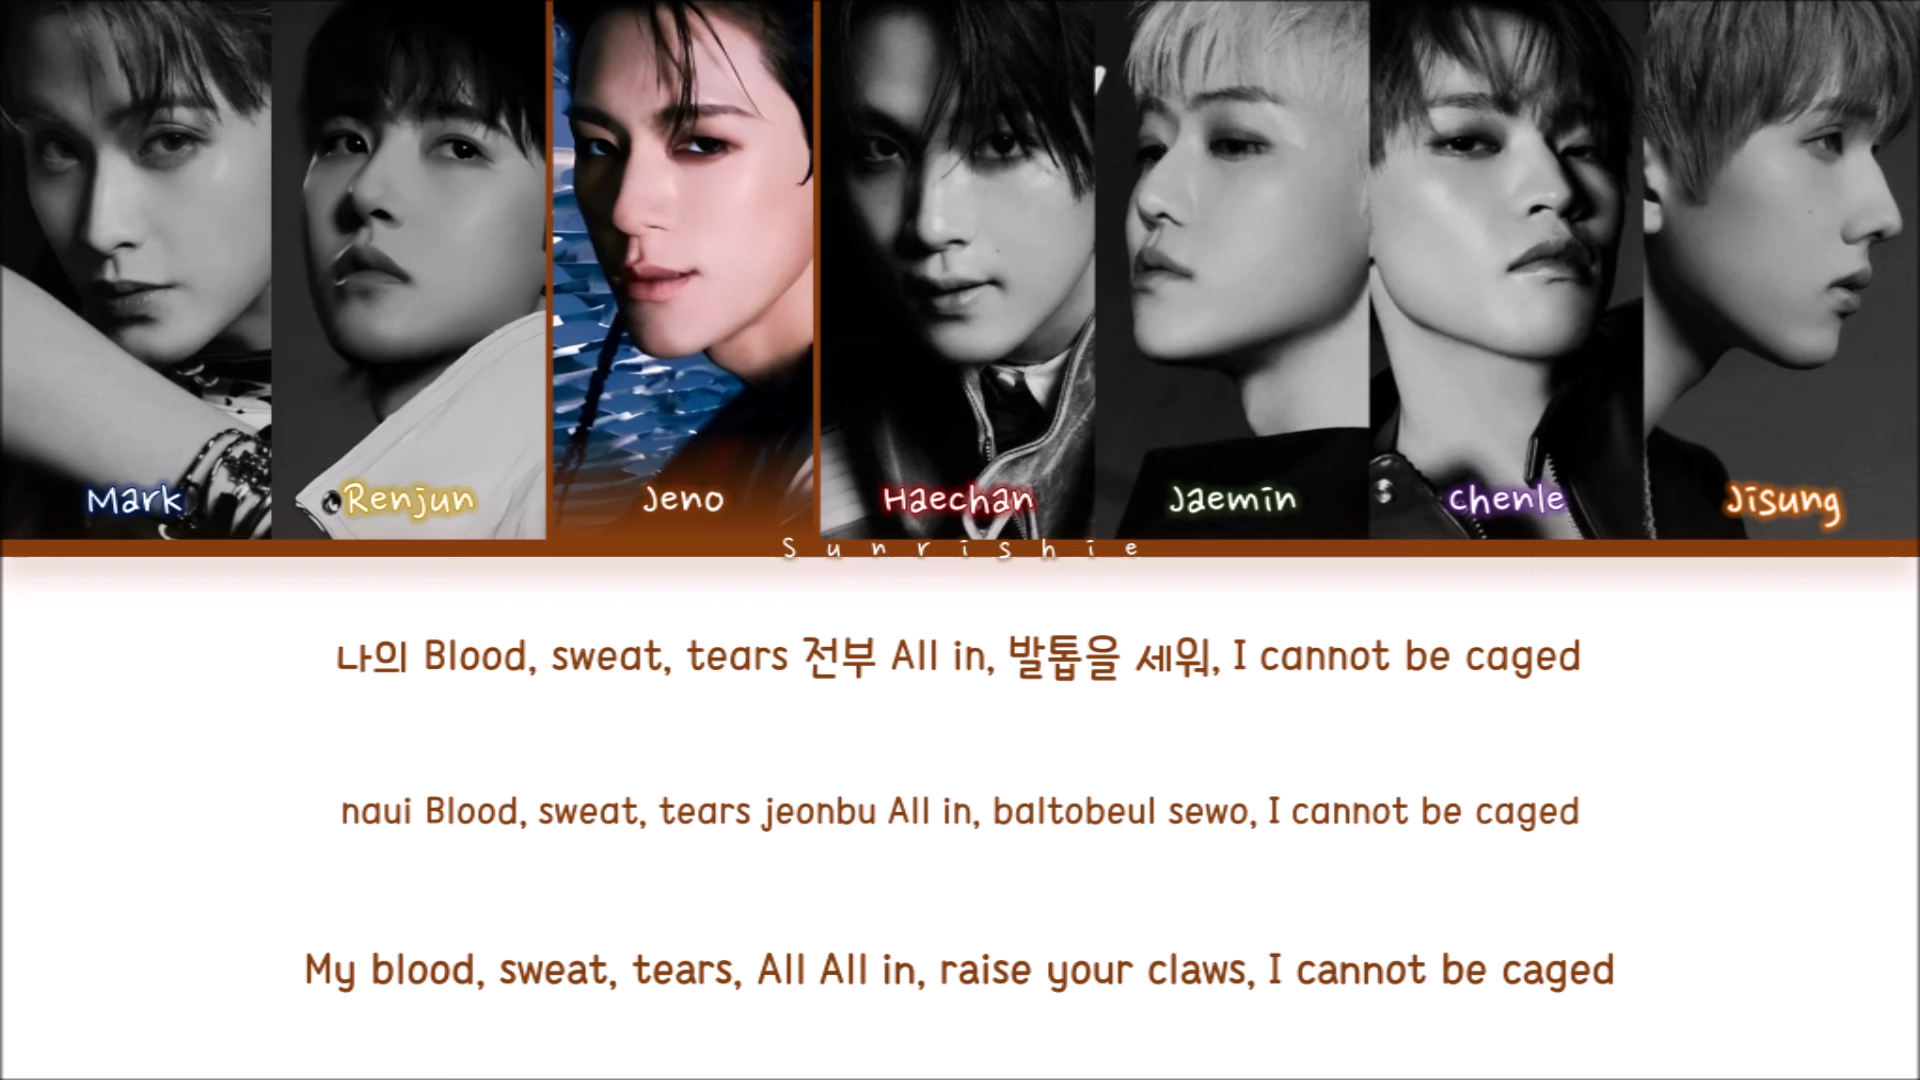 Mark Renjun Jeno Haechan Jaemin Chenle Jisung
Sunrishie
나의 Blood, sweat, tears 전부 All in, 발톱을 세워, I cannot be caged
naui Blood, sweat, tears jeonbu All in, baltobeul sewo, I cannot be caged
My blood, sweat, tears, All All in, raise your claws, I cannot be caged